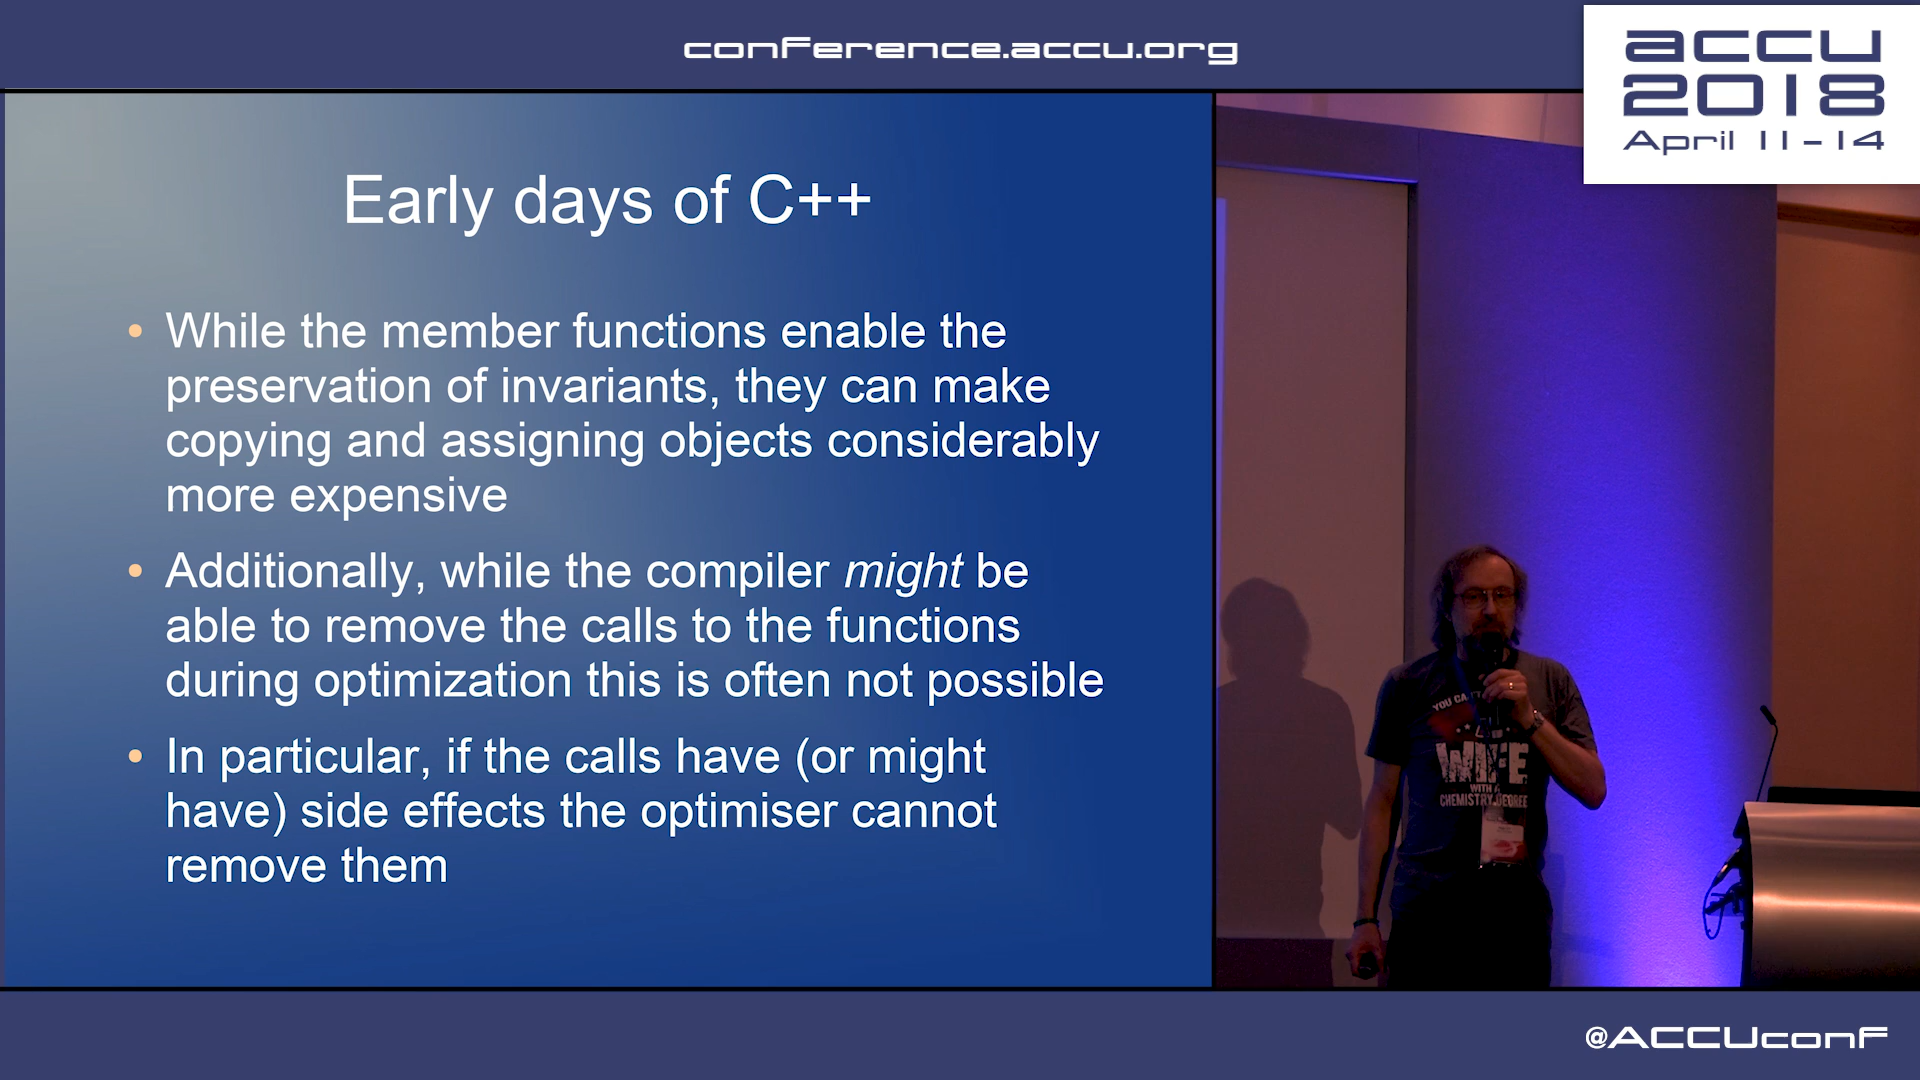 conference.accu.org
accu
2018
April 11-14
Early days of C++
• While the member functions enable the
preservation of invariants, they can make
copying and assigning objects considerably
more expensive
• Additionally, while the compiler might be
able to remove the calls to the functions
during optimization this is often not possible
• In particular, if the calls have (or might
have) side effects the optimiser cannot
remove them
YOU
WIFE
WITH A
CHEMISTRY DEGREE
@ACCUconf